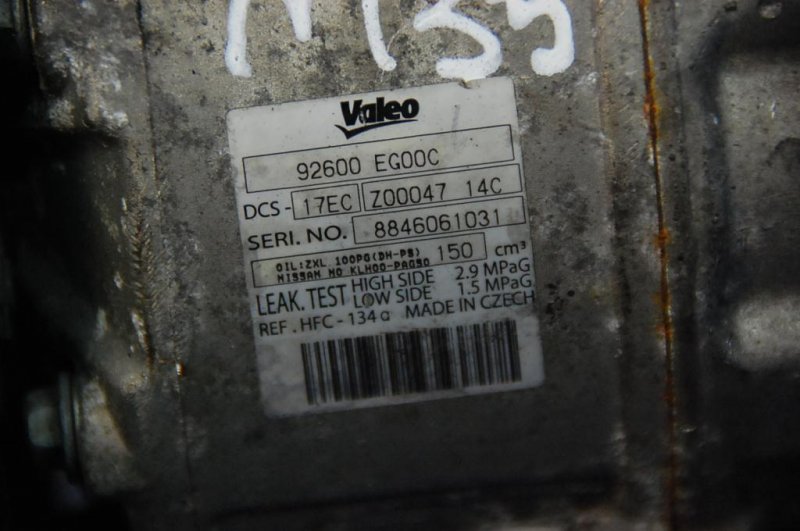 M35
Valeo
92600 EG00C
DCS - 17EC Z00047 14C
SERI. NO. 8846061031
OIL:ZXL 100PG(DH-PS) 150 cm³
NISSAN NO KLH00-PAGS0
LEAK. TEST HIGH SIDE 2.9 MPaG
LOW SIDE 1.5 MPaG
REF . HFC - 134a MADE IN CZECH